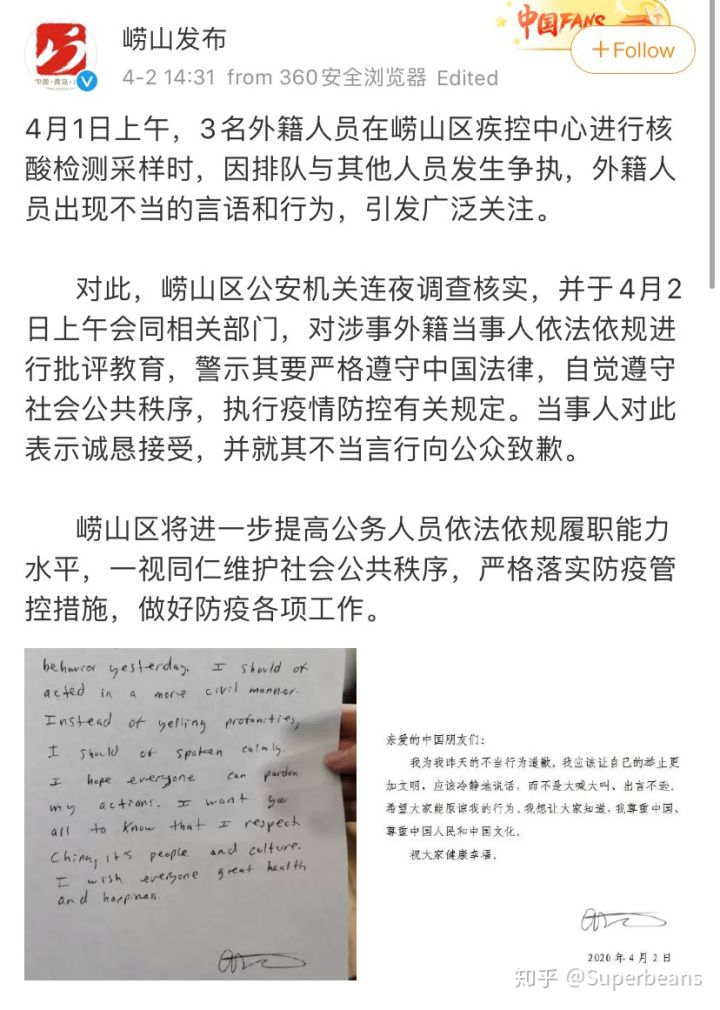 中国FANS
崂山发布
+Follow
4-2 14:31 from 360安全浏览器 Edited
4月1日上午，3名外籍人员在崂山区疾控中心进行核
酸检测采样时，因排队与其他人员发生争执，外籍人
员出现不当的言语和行为，引发广泛关注。
对此，崂山区公安机关连夜调查核实，并于4月2
日上午会同相关部门，对涉事外籍当事人依法依规进
行批评教育，警示其要严格遵守中国法律，自觉遵守
社会公共秩序，执行疫情防控有关规定。当事人对此
表示诚恳接受，并就其不当言行向公众致歉。
崂山区将进一步提高公务人员依法依规履职能力
水平，一视同仁维护社会公共秩序，严格落实防疫管
控措施，做好防疫各项工作。
behavior yesterday. I should of
acted in a more civil manner.
Instead of yelling profanities,
I should of spoken calmly.
I hope everyone can pardon
my actions. I want you
all to know that I respect
China, its people and culture.
I wish everyone great health
and happiness.
亲爱的中国朋友们：
我为我昨天的不当行为道歉。我应该让自己的举止更
加文明，应该冷静地说话，而不是大喊大叫、出言不逊。
希望大家能原谅我的行为。我想让大家知道，我尊重中国、
尊重中国人民和中国文化。
祝大家健康幸福。
2020年4月2日
知乎 @Superbeans